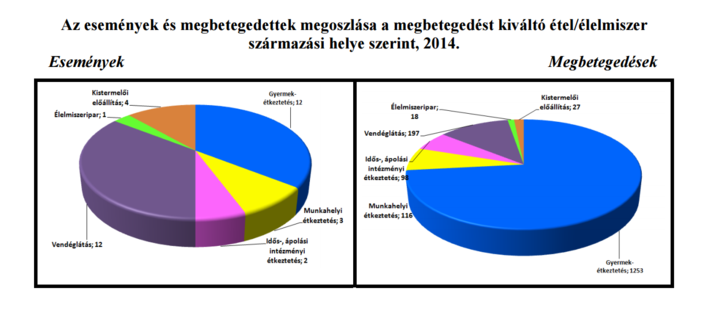 Az események és megbetegedettek megoszlása a megbetegedést kiváltó étel/élelmiszer
származási helye szerint, 2014.
Események
Megbetegedések
Kistermelői
előállítás; 4
Élelmiszeripar; 1
Gyermek-
étkeztetés; 12
Munkahelyi
étkeztetés; 3
Idős-, ápolási
intézményi
étkeztetés; 2
Vendéglátás; 12
Kistermelői
előállítás; 27
Élelmiszeripar;
18
Vendéglátás; 197
Idős-, ápolási
intézményi
étkeztetés;
Munkahelyi
étkeztetés; 116
Gyermek-
étkeztetés; 1253